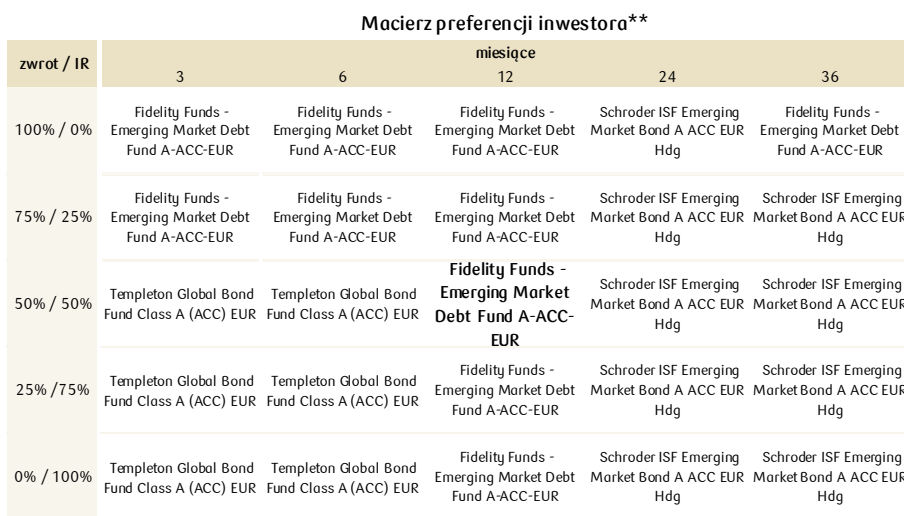 Macierz preferencji inwestora**
zwrot / IR
miesiące
3 6 12 24 36
100% / 0%
Fidelity Funds -
Emerging Market Debt
Fund A-ACC-EUR
Fidelity Funds -
Emerging Market Debt
Fund A-ACC-EUR
Fidelity Funds -
Emerging Market Debt
Fund A-ACC-EUR
Schroder ISF Emerging
Market Bond A ACC EUR
Hdg
Fidelity Funds -
Emerging Market Debt
Fund A-ACC-EUR
75% / 25%
Fidelity Funds -
Emerging Market Debt
Fund A-ACC-EUR
Fidelity Funds -
Emerging Market Debt
Fund A-ACC-EUR
Fidelity Funds -
Emerging Market Debt
Fund A-ACC-EUR
Schroder ISF Emerging
Market Bond A ACC EUR
Hdg
Schroder ISF Emerging
Market Bond A ACC EUR
Hdg
50% / 50%
Templeton Global Bond
Fund Class A (ACC) EUR
Templeton Global Bond
Fund Class A (ACC) EUR
Fidelity Funds -
Emerging Market
Debt Fund A-ACC-
EUR
Schroder ISF Emerging
Market Bond A ACC EUR
Hdg
Schroder ISF Emerging
Market Bond A ACC EUR
Hdg
25% /75%
Templeton Global Bond
Fund Class A (ACC) EUR
Templeton Global Bond
Fund Class A (ACC) EUR
Fidelity Funds -
Emerging Market Debt
Fund A-ACC-EUR
Schroder ISF Emerging
Market Bond A ACC EUR
Hdg
Schroder ISF Emerging
Market Bond A ACC EUR
Hdg
0% / 100%
Templeton Global Bond
Fund Class A (ACC) EUR
Templeton Global Bond
Fund Class A (ACC) EUR
Fidelity Funds -
Emerging Market Debt
Fund A-ACC-EUR
Schroder ISF Emerging
Market Bond A ACC EUR
Hdg
Schroder ISF Emerging
Market Bond A ACC EUR
Hdg